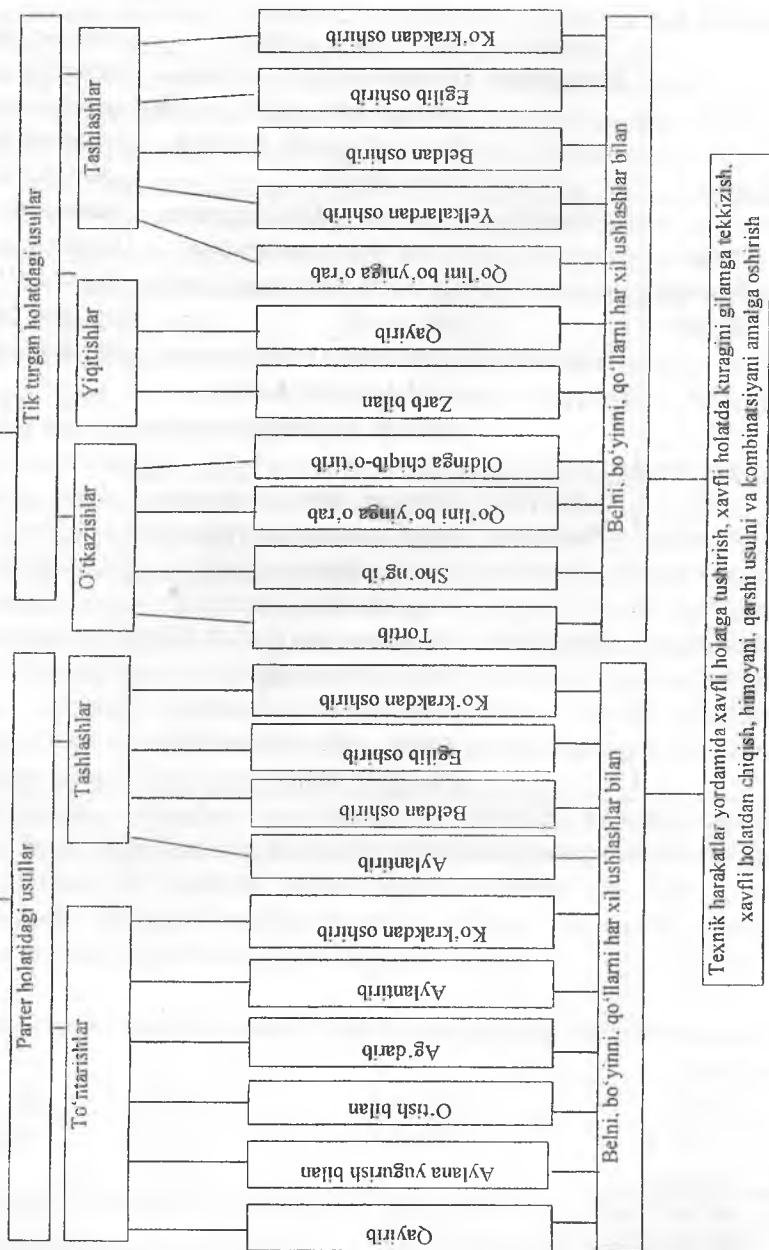 Parter holatidagi usullar
Tik turgan holatdagi usullar
To‘ntarishlar
Tashlashlar
O‘tkazishlar
Yiqitishlar
Tashlashlar
Qayirib
Aylana yugurish bilan
O‘tish bilan
Ag‘darib
Aylantirib
Ko‘krakdan oshirib
Aylantirib
Beldan oshirib
Egilib oshirib
Ko‘krakdan oshirib
Tortib
Sho‘ng‘ib
Qo‘lini bo‘yinga o‘rab
Oldinga chiqib-o‘tirib
Zarb bilan
Qayirib
Qo‘lini bo‘yniga o‘rab
Yelkalardan oshirib
Beldan oshirib
Egilib oshirib
Ko‘krakdan oshirib
Belni, bo‘yinni, qo‘llarni har xil ushlashlar bilan
Belni, bo‘yinni, qo‘llarni har xil ushlashlar bilan
Texnik harakatlar yordamida xavfli holatga tushirish, xavfli holatda kuragini gilamga tekkizish.
xavfli holatdan chiqish, himoyani, qarshi usulni va kombinatsiyani amalga oshirish